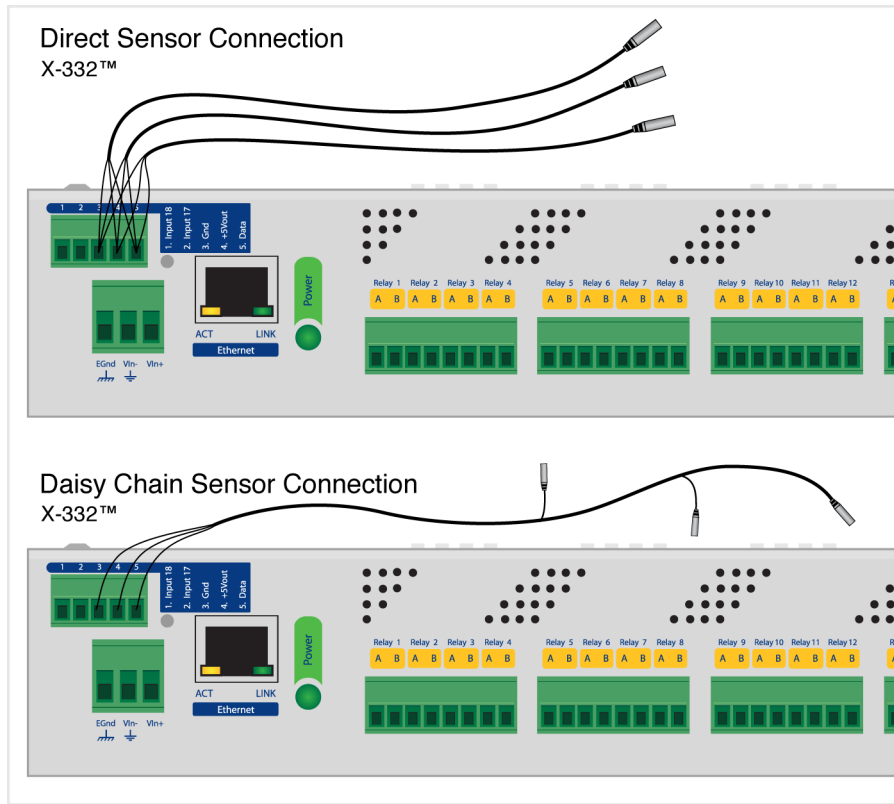 Direct Sensor Connection
X-332™
1 2 3 4 5
1. Input 18
2. Input 17
3. Gnd
4. +5Vout
5. Data
Power
Relay 1 Relay 2 Relay 3 Relay 4 Relay 5 Relay 6 Relay 7 Relay 8 Relay 9 Relay 10 Relay 11 Relay 12
A B A B A B A B A B A B A B A B A B A B A B A B
ACT LINK
Ethernet
EGnd VIn- VIn+
Daisy Chain Sensor Connection
X-332™
1 2 3 4 5
1. Input 18
2. Input 17
3. Gnd
4. +5Vout
5. Data
Power
Relay 1 Relay 2 Relay 3 Relay 4 Relay 5 Relay 6 Relay 7 Relay 8 Relay 9 Relay 10 Relay 11 Relay 12
A B A B A B A B A B A B A B A B A B A B A B A B
ACT LINK
Ethernet
EGnd VIn- VIn+